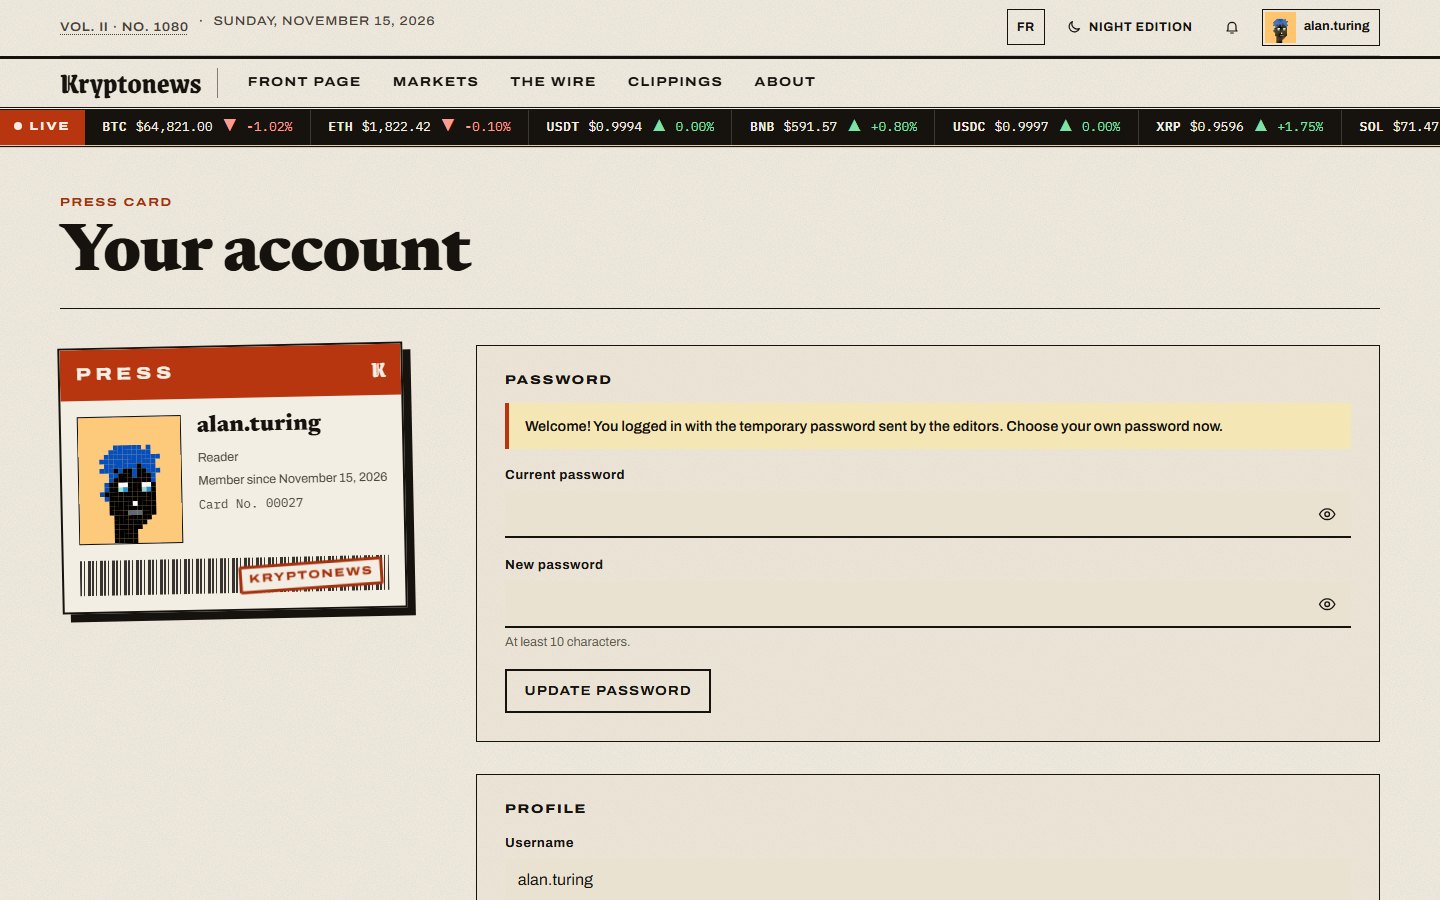 VOL. II · NO. 1080 · SUNDAY, NOVEMBER 15, 2026
FR
NIGHT EDITION
alan.turing
Kryptonews
FRONT PAGE
MARKETS
THE WIRE
CLIPPINGS
ABOUT
LIVE
BTC $64,821.00 ▼ -1.02%
ETH $1,822.42 ▼ -0.10%
USDT $0.9994 ▲ 0.00%
BNB $591.57 ▲ +0.80%
USDC $0.9997 ▲ 0.00%
XRP $0.9596 ▲ +1.75%
SOL $71.47
PRESS CARD
Your account
PRESS
K
alan.turing
Reader
Member since November 15, 2026
Card No. 00027
KRYPTONEWS
PASSWORD
Welcome! You logged in with the temporary password sent by the editors. Choose your own password now.
Current password
New password
At least 10 characters.
UPDATE PASSWORD
PROFILE
Username
alan.turing